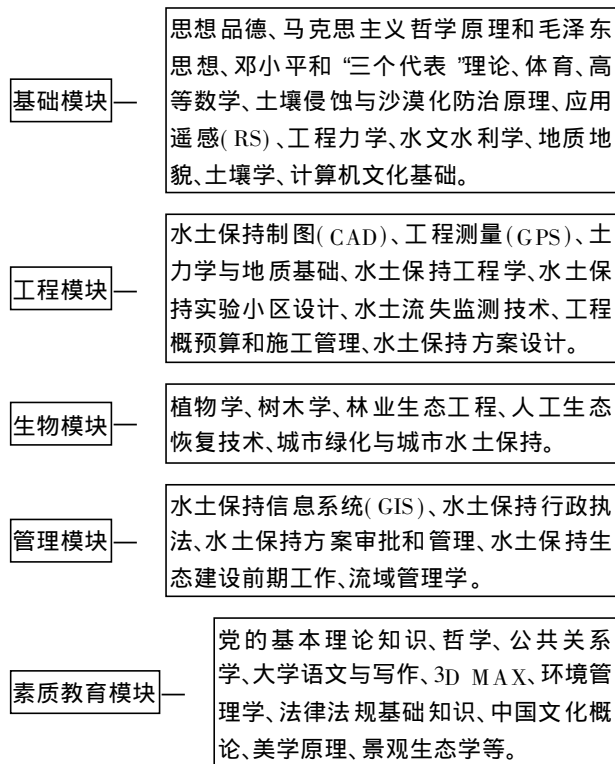 思想品德、马克思主义哲学原理和毛泽东
思想、邓小平和“三个代表”理论、体育、高
等数学、土壤侵蚀与沙漠化防治原理、应用
基础模块
遥感(RS)、工程力学、水文水利学、地质地
貌、土壤学、计算机文化基础。
水土保持制图(CAD)、工程测量(GPS)、土
力学与地质基础、水土保持工程学、水土保
工程模块
持实验小区设计、水土流失监测技术、工程
概预算和施工管理、水土保持方案设计。
植物学、树木学、林业生态工程、人工生态
生物模块
恢复技术、城市绿化与城市水土保持。
水土保持信息系统(GIS)、水土保持行政执
管理模块
法、水土保持方案审批和管理、水土保持生
态建设前期工作、流域管理学。
党的基本理论知识、哲学、公共关系
学、大学语文与写作、3D MAX、环境管
素质教育模块
理学、法律法规基础知识、中国文化概
论、美学原理、景观生态学等。